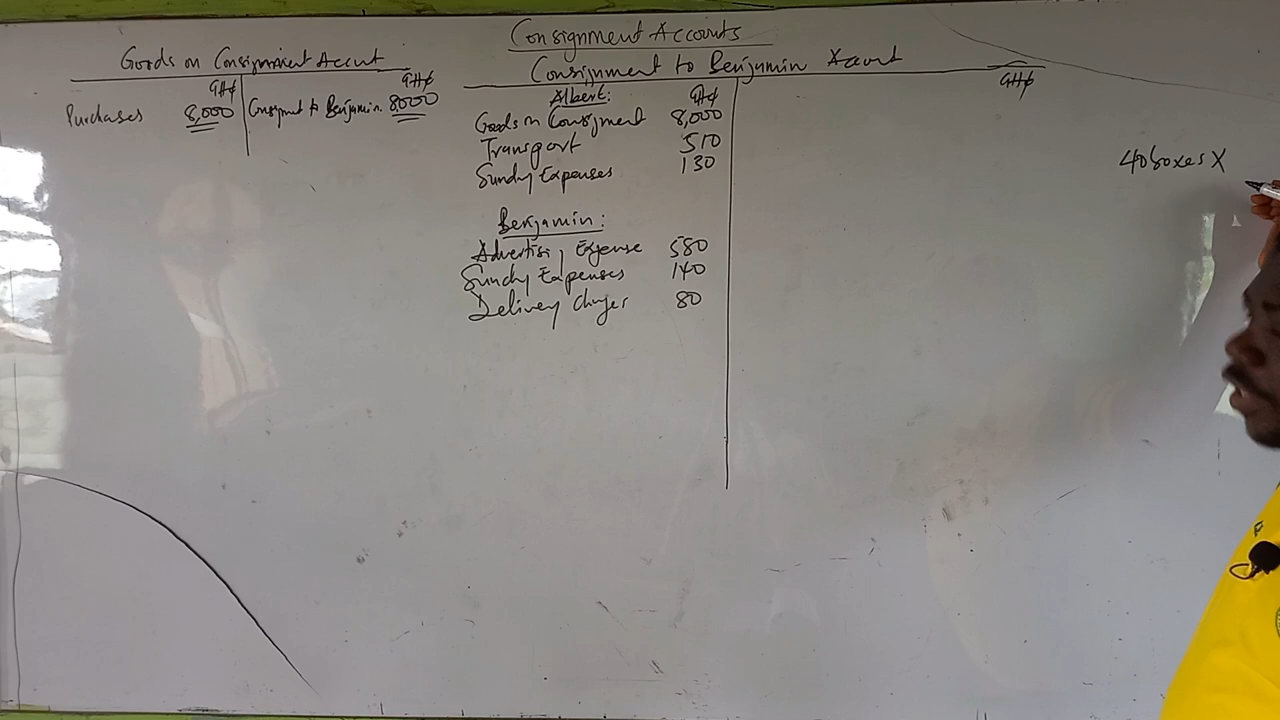 Consignment Accounts
Goods on Consignment Account
GH¢ GH¢
Purchases 8,000 Consignment to Benjamin 8000
Consignment to Benjamin Account
GH¢ GH¢
Albert:
Goods on Consignment 8,000
Transport 510
Sundry Expenses 130
Benjamin:
Advertising Expense 580
Sundry Expenses 140
Delivery Charges 80
40 boxes X